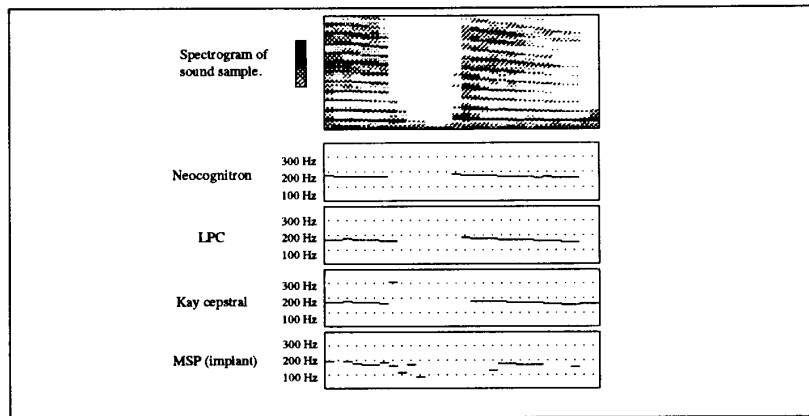 Spectrogram of
sound sample.
Neocognitron
300 Hz
200 Hz
100 Hz
LPC
300 Hz
200 Hz
100 Hz
Kay cepstral
300 Hz
200 Hz
100 Hz
MSP (implant)
300 Hz
200 Hz
100 Hz